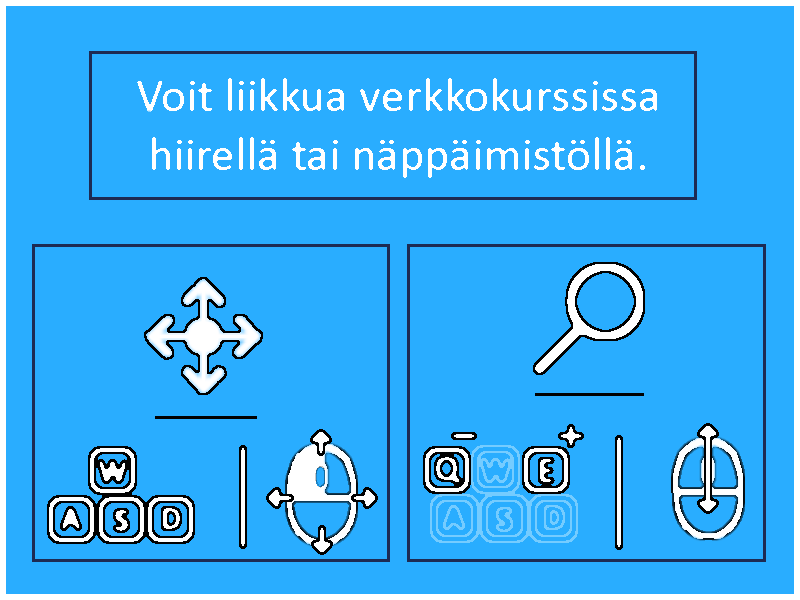 Voit liikkua verkkokurssissa
hiirellä tai näppäimistöllä.
W
A S D
Q W E
A S D